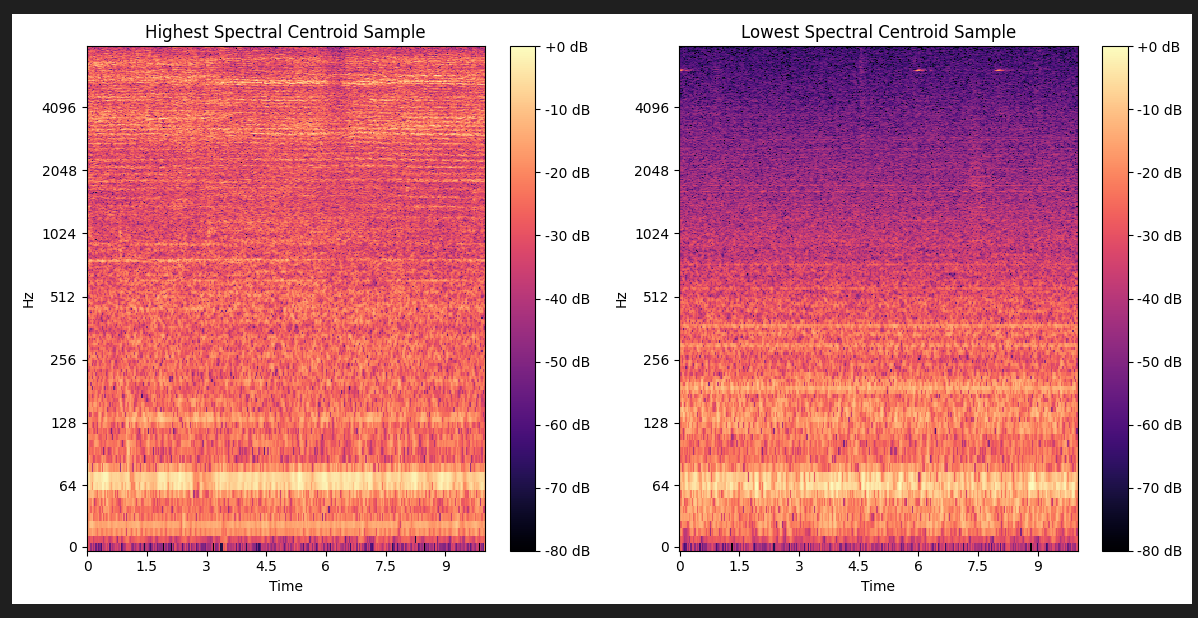 Highest Spectral Centroid Sample
Hz
4096
2048
1024
512
256
128
64
0
0 1.5 3 4.5 6 7.5 9
Time
+0 dB
-10 dB
-20 dB
-30 dB
-40 dB
-50 dB
-60 dB
-70 dB
-80 dB
Lowest Spectral Centroid Sample
Hz
4096
2048
1024
512
256
128
64
0
0 1.5 3 4.5 6 7.5 9
Time
+0 dB
-10 dB
-20 dB
-30 dB
-40 dB
-50 dB
-60 dB
-70 dB
-80 dB